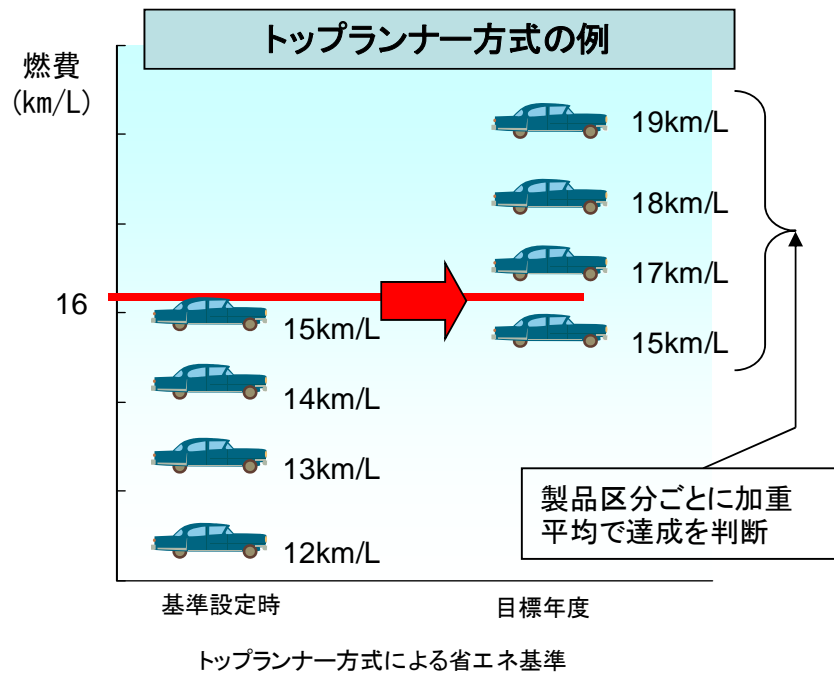 トップランナー方式の例
燃費
(km/L)
19km/L
18km/L
17km/L
16
15km/L
15km/L
14km/L
13km/L
12km/L
製品区分ごとに加重
平均で達成を判断
基準設定時
目標年度
トップランナー方式による省エネ基準